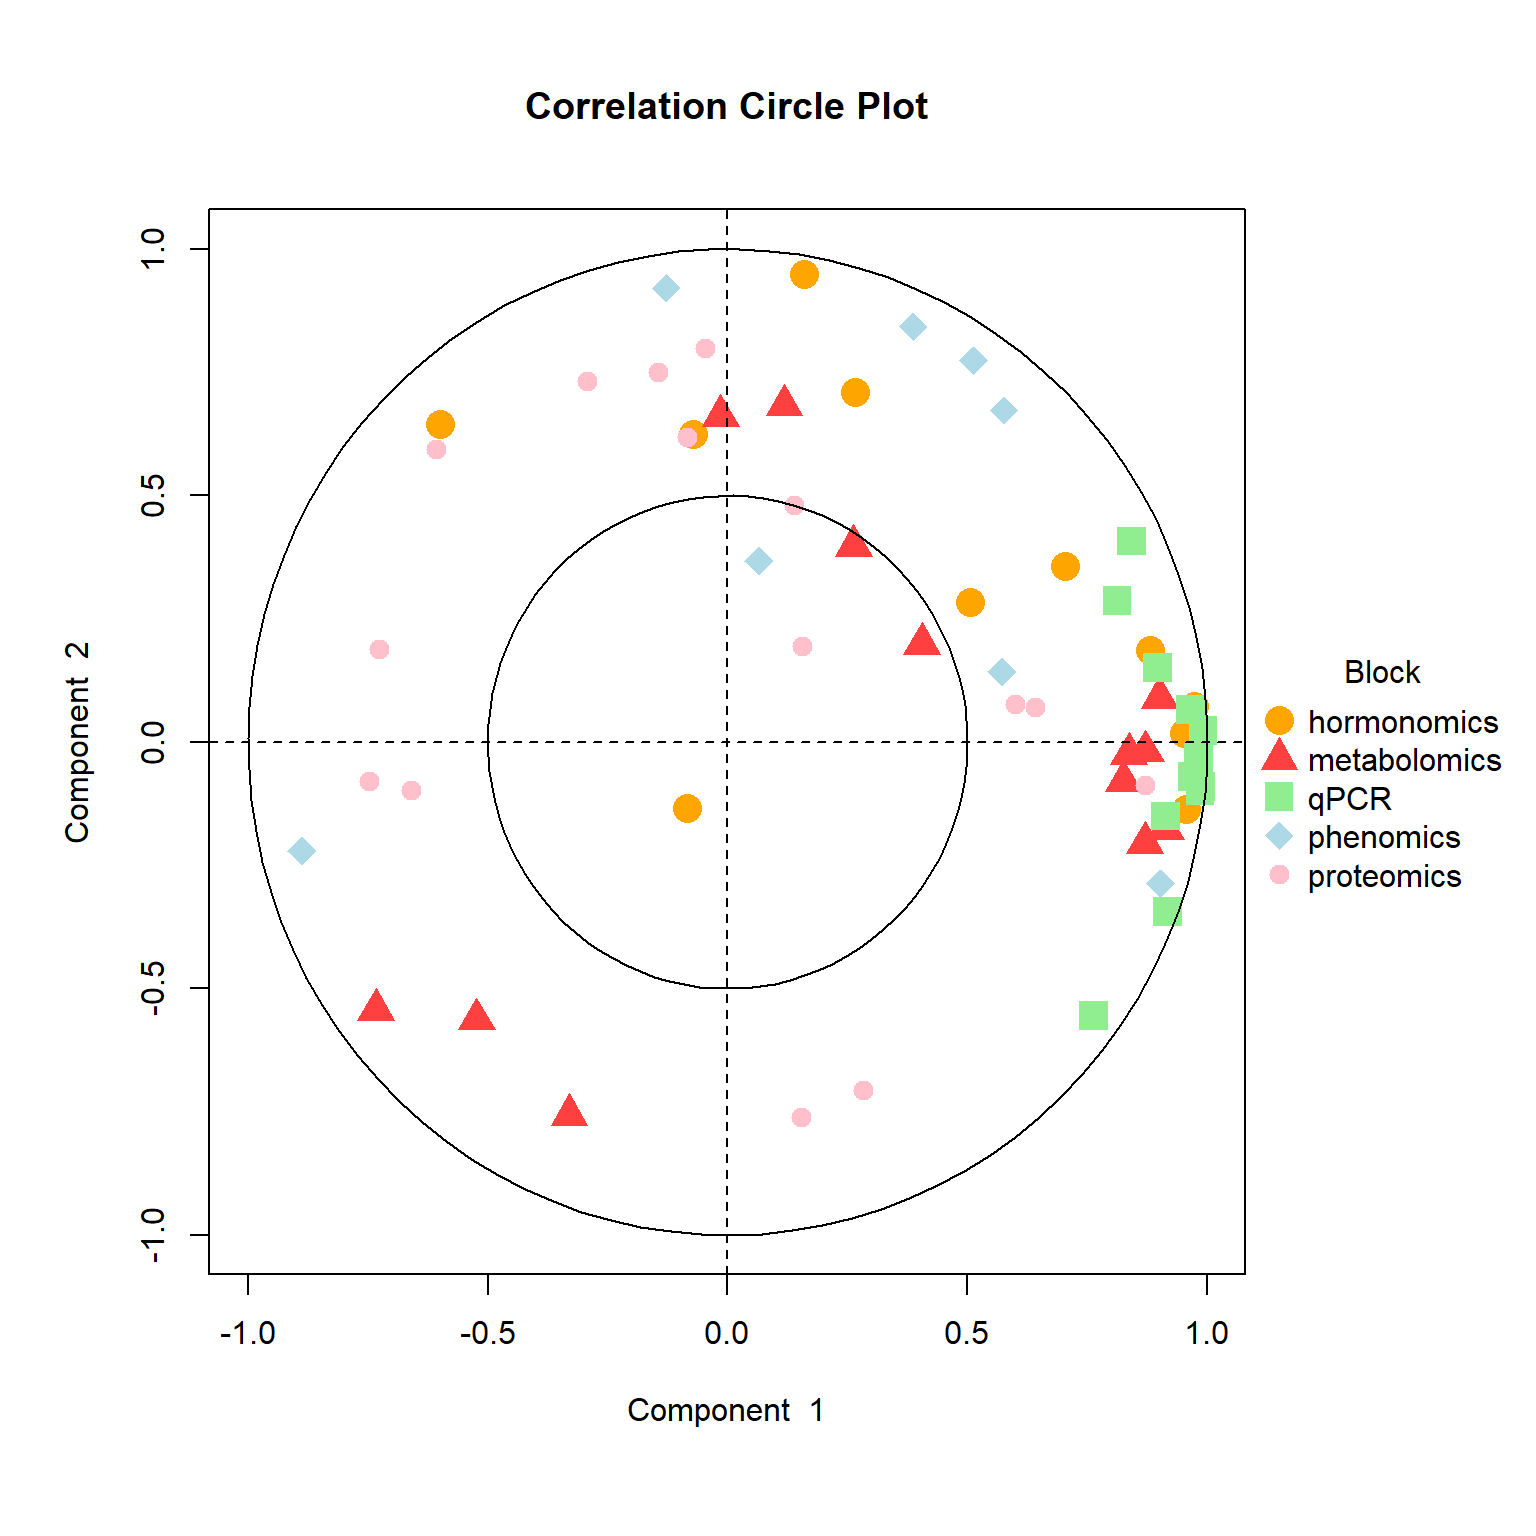 Correlation Circle Plot
1.0
0.5
0.0
-0.5
-1.0
Component 2
-1.0 -0.5 0.0 0.5 1.0
Component 1
Block
hormonomics
metabolomics
qPCR
phenomics
proteomics